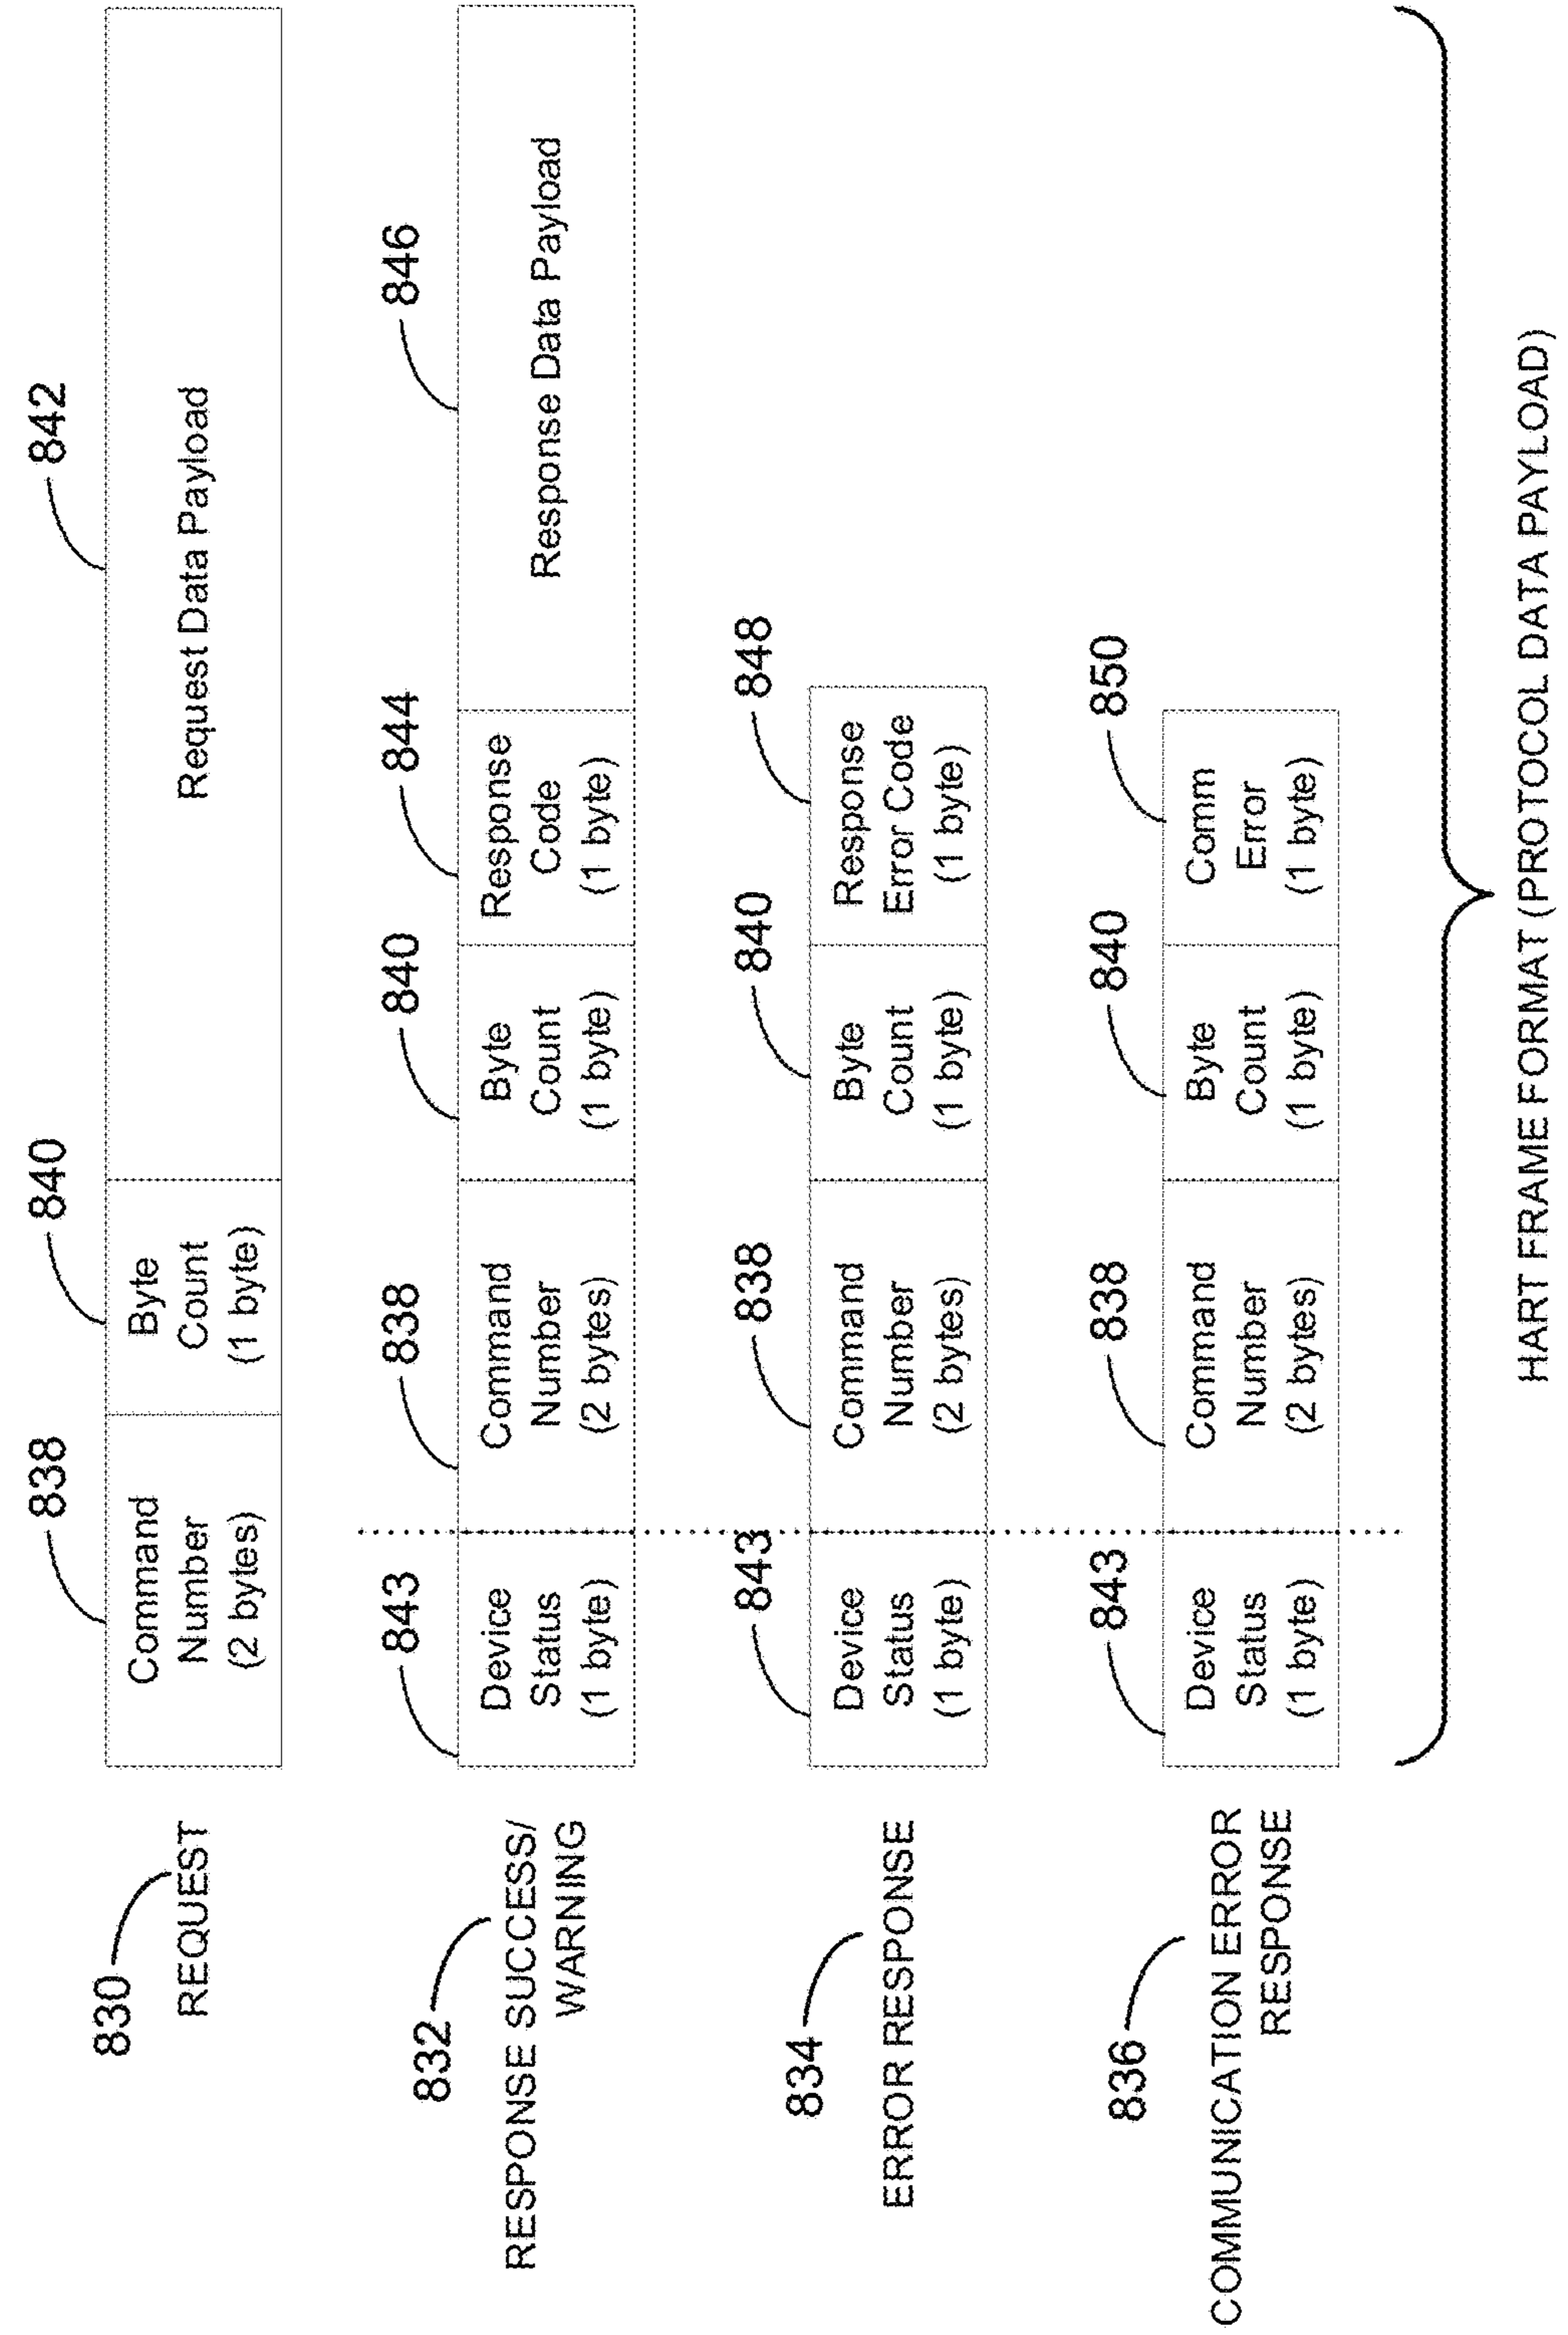 830
REQUEST
838
Command
Number
(2 bytes)
840
Byte
Count
(1 byte)
842
Request Data Payload
832
RESPONSE SUCCESS/
WARNING
843
Device
Status
(1 byte)
838
Command
Number
(2 bytes)
840
Byte
Count
(1 byte)
844
Response
Code
(1 byte)
846
Response Data Payload
834
ERROR RESPONSE
843
Device
Status
(1 byte)
838
Command
Number
(2 bytes)
840
Byte
Count
(1 byte)
848
Response
Error Code
(1 byte)
836
COMMUNICATION ERROR
RESPONSE
843
Device
Status
(1 byte)
838
Command
Number
(2 bytes)
840
Byte
Count
(1 byte)
850
Comm
Error
(1 byte)
HART FRAME FORMAT (PROTOCOL DATA PAYLOAD)